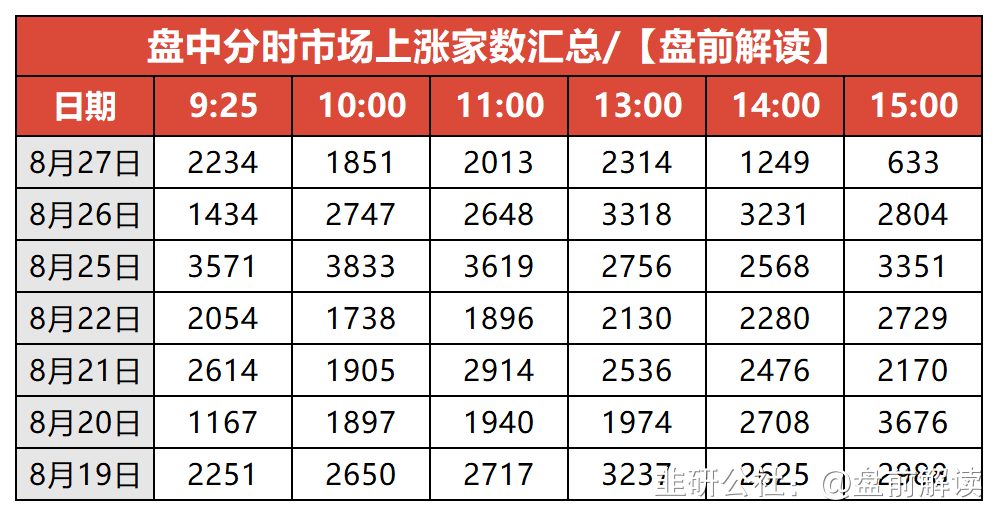 盘中分时市场上涨家数汇总/【盘前解读】
日期 9:25 10:00 11:00 13:00 14:00 15:00
8月27日 2234 1851 2013 2314 1249 633
8月26日 1434 2747 2648 3318 3231 2804
8月25日 3571 3833 3619 2756 2568 3351
8月22日 2054 1738 1896 2130 2280 2729
8月21日 2614 1905 2914 2536 2476 2170
8月20日 1167 1897 1940 1974 2708 3676
8月19日 2251 2650 2717 3237 2625
韭研公社：@盘前解读